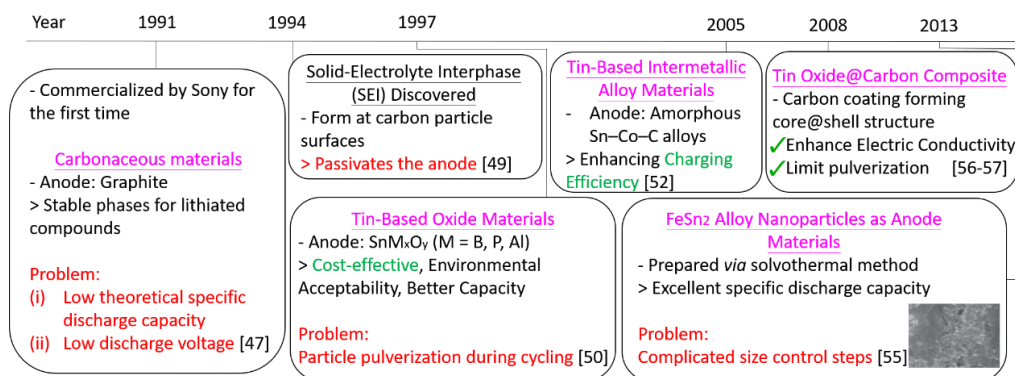 Year 1991 1994 1997 2005 2008 2013
- Commercialized by Sony for
the first time
Carbonaceous materials
- Anode: Graphite
> Stable phases for lithiated
compounds
Problem:
(i) Low theoretical specific
discharge capacity
(ii) Low discharge voltage [47]
Solid-Electrolyte Interphase
(SEI) Discovered
- Form at carbon particle
surfaces
> Passivates the anode [49]
Tin-Based Oxide Materials
- Anode: SnMxOy (M = B, P, Al)
> Cost-effective, Environmental
Acceptability, Better Capacity
Problem:
Particle pulverization during cycling [50]
Tin-Based Intermetallic
Alloy Materials
- Anode: Amorphous
Sn–Co–C alloys
> Enhancing Charging
Efficiency [52]
Tin Oxide@Carbon Composite
- Carbon coating forming
core@shell structure
✓Enhance Electric Conductivity
✓Limit pulverization [56-57]
FeSn2 Alloy Nanoparticles as Anode
Materials
- Prepared via solvothermal method
> Excellent specific discharge capacity
Problem:
Complicated size control steps [55]